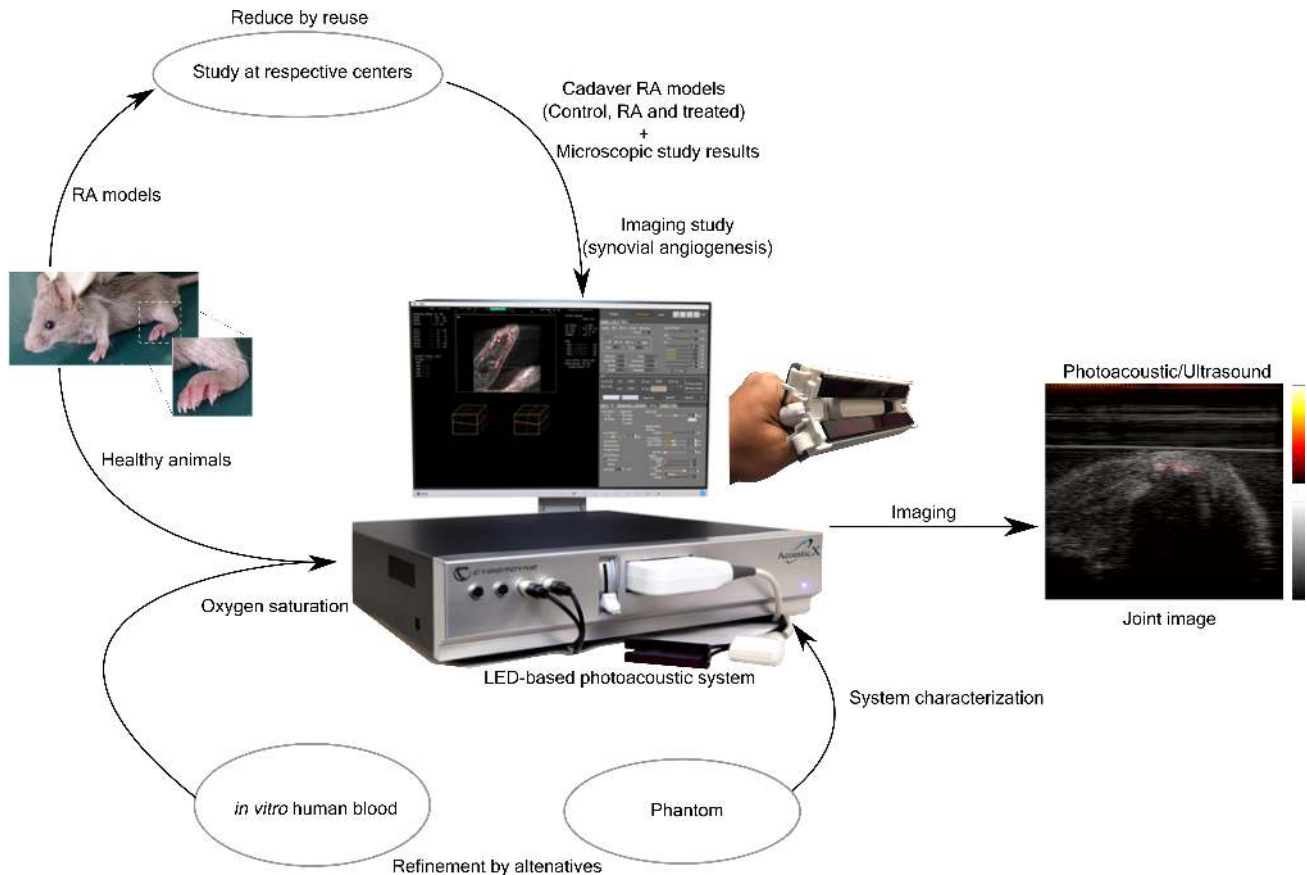 Reduce by reuse
Study at respective centers
Cadaver RA models
(Control, RA and treated)
+
Microscopic study results
RA models
Imaging study
(synovial angiogenesis)
Healthy animals
Photoacoustic/Ultrasound
Imaging
CYBERDYNE
AcousticX
Oxygen saturation
Joint image
LED-based photoacoustic system
System characterization
in vitro human blood
Phantom
Refinement by altenatives